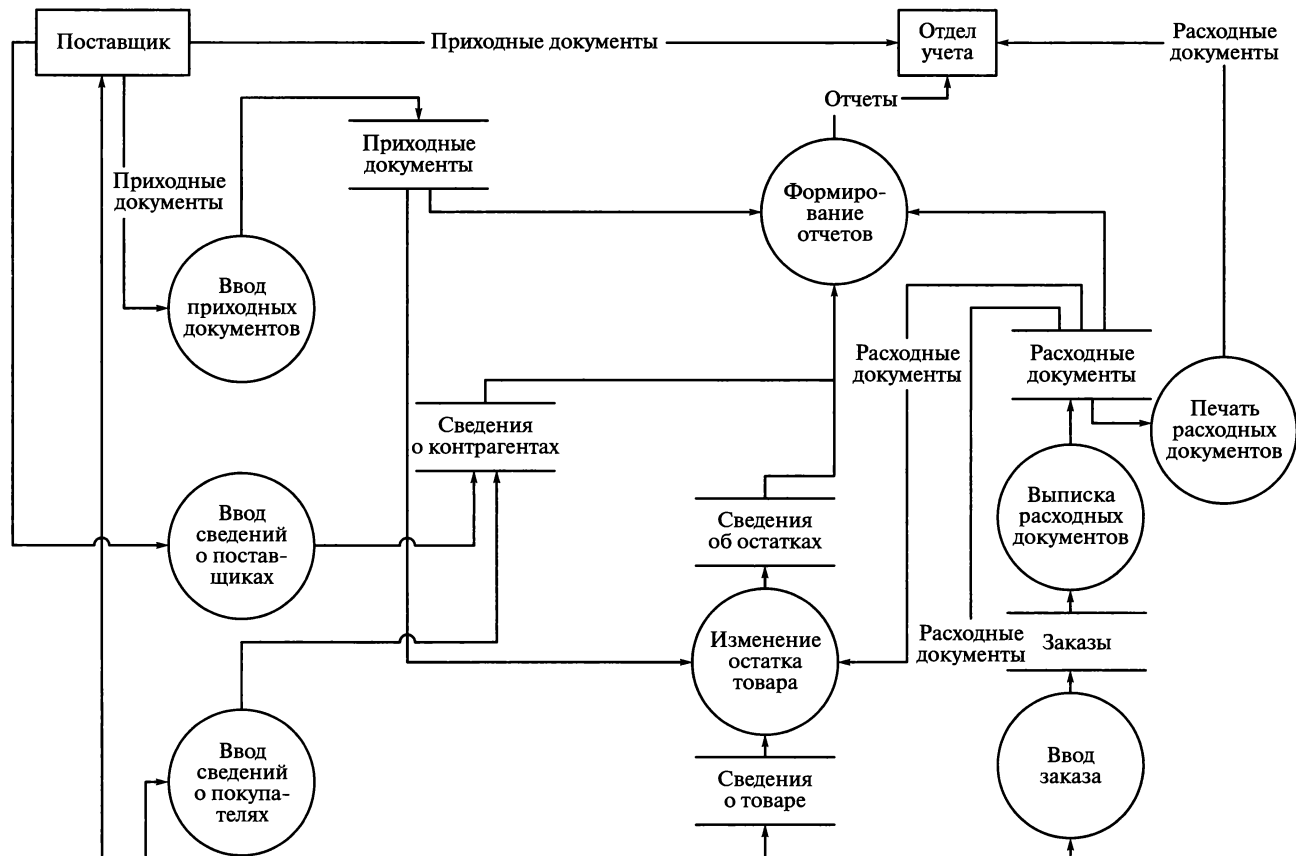 Поставщик
Приходные документы
Отдел
учета
Расходные
документы
Отчеты
Приходные
документы
Приходные
документы
Формиро-
вание
отчетов
Ввод
приходных
документов
Расходные
документы
Расходные
документы
Печать
расходных
документов
Сведения
о контрагентах
Ввод
сведений
о постав-
щиках
Сведения
об остатках
Выписка
расходных
документов
Изменение
остатка
товара
Расходные
документы
Заказы
Ввод
сведений
о покупа-
телях
Сведения
о товаре
Ввод
заказа